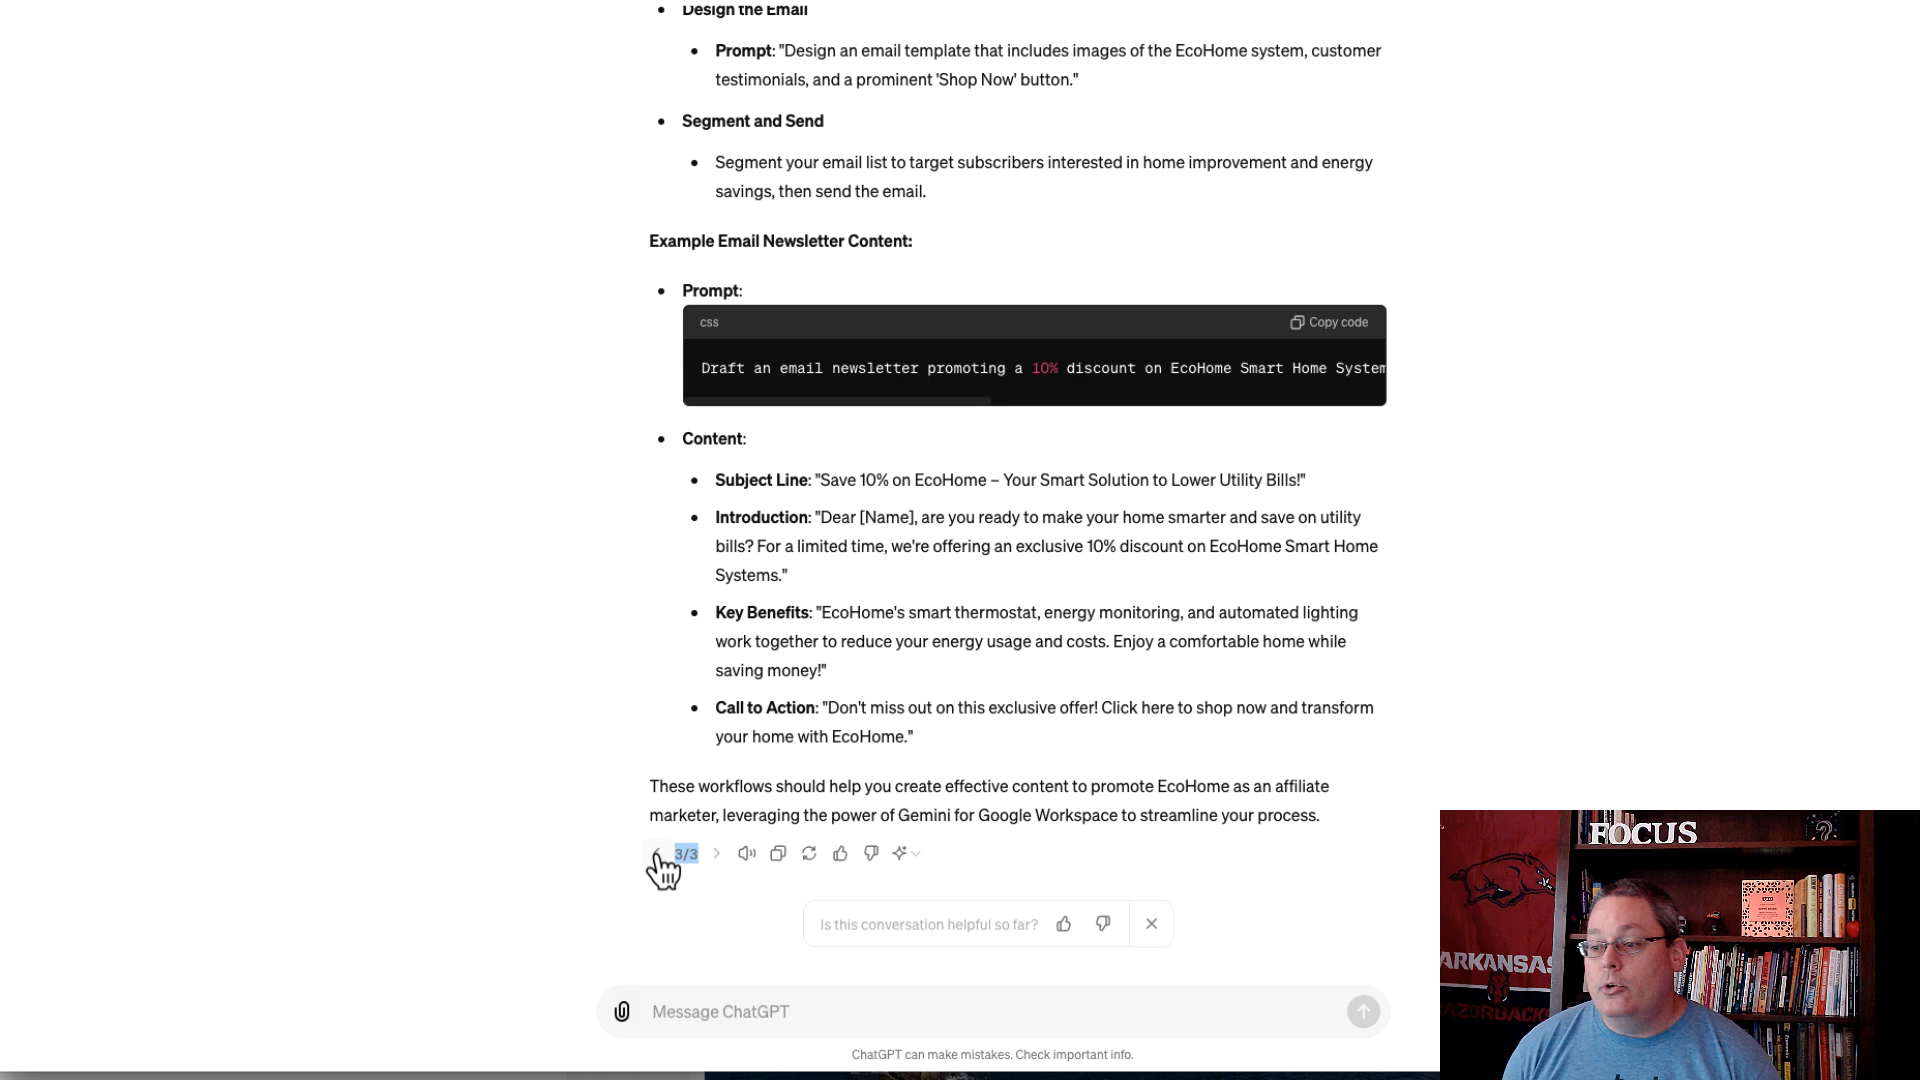 Design the Email
Prompt: "Design an email template that includes images of the EcoHome system, customer
testimonials, and a prominent 'Shop Now' button."
Segment and Send
Segment your email list to target subscribers interested in home improvement and energy
savings, then send the email.
Example Email Newsletter Content:
Prompt:
css
Copy code
Draft an email newsletter promoting a 10% discount on EcoHome Smart Home System
Content:
Subject Line: "Save 10% on EcoHome – Your Smart Solution to Lower Utility Bills!"
Introduction: "Dear [Name], are you ready to make your home smarter and save on utility
bills? For a limited time, we're offering an exclusive 10% discount on EcoHome Smart Home
Systems."
Key Benefits: "EcoHome's smart thermostat, energy monitoring, and automated lighting
work together to reduce your energy usage and costs. Enjoy a comfortable home while
saving money!"
Call to Action: "Don't miss out on this exclusive offer! Click here to shop now and transform
your home with EcoHome."
These workflows should help you create effective content to promote EcoHome as an affiliate
marketer, leveraging the power of Gemini for Google Workspace to streamline your process.
3/3
Is this conversation helpful so far?
Message ChatGPT
ChatGPT can make mistakes. Check important info.
FOCUS
ARKANSAS
RAZORBACKS